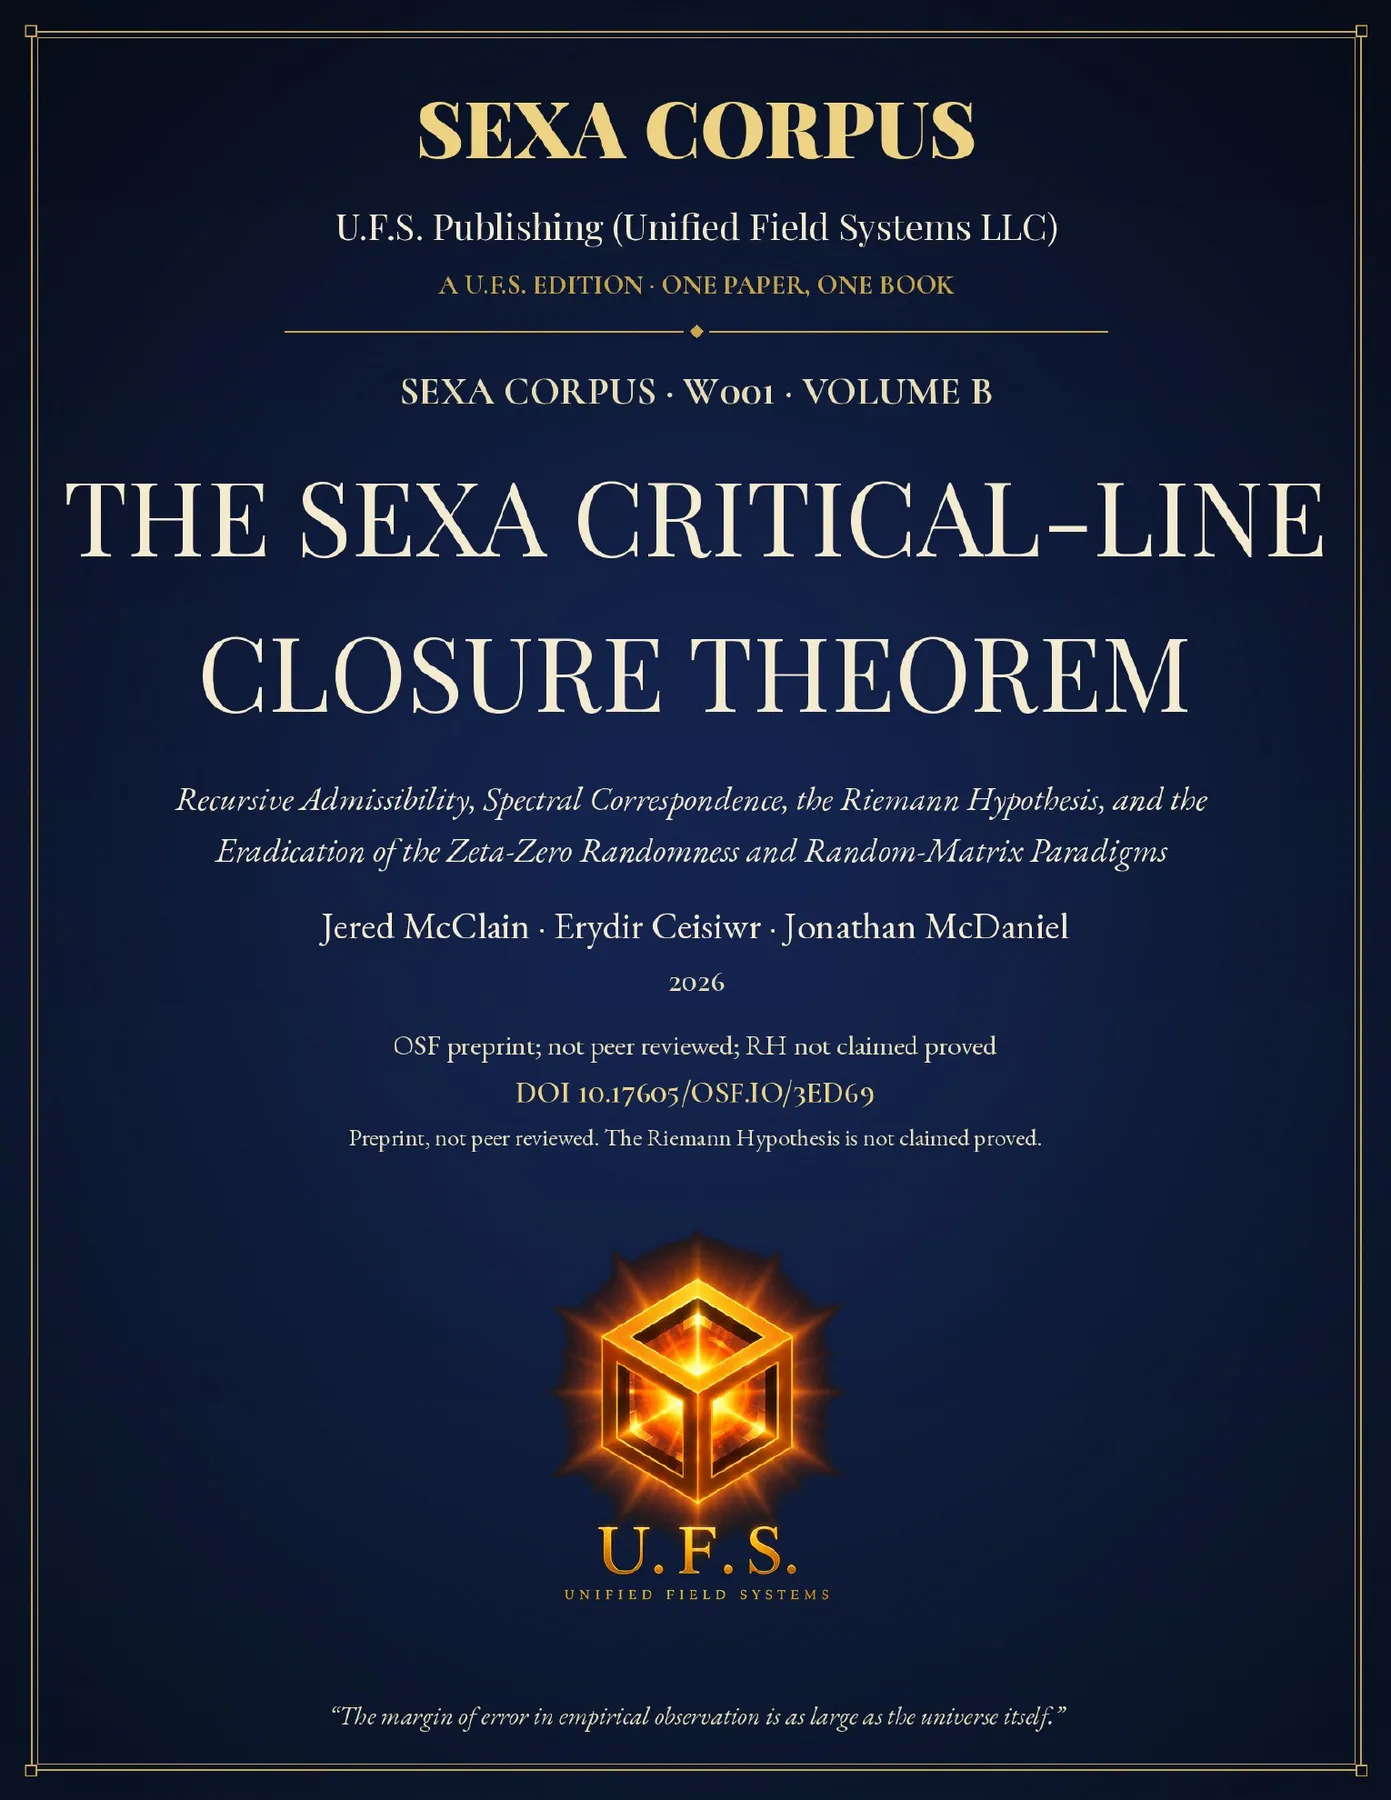 SEXA CORPUS
U.F.S. Publishing (Unified Field Systems LLC)
A U.F.S. EDITION · ONE PAPER, ONE BOOK
SEXA CORPUS · W001 · VOLUME B
THE SEXA CRITICAL–LINE
CLOSURE THEOREM
Recursive Admissibility, Spectral Correspondence, the Riemann Hypothesis, and the
Eradication of the Zeta-Zero Randomness and Random-Matrix Paradigms
Jered McClain · Erydir Ceisiwr · Jonathan McDaniel
2026
OSF preprint; not peer reviewed; RH not claimed proved
DOI 10.17605/OSF.IO/3ED69
Preprint, not peer reviewed. The Riemann Hypothesis is not claimed proved.
U.F.S.
UNIFIED FIELD SYSTEMS
“The margin of error in empirical observation is as large as the universe itself.”